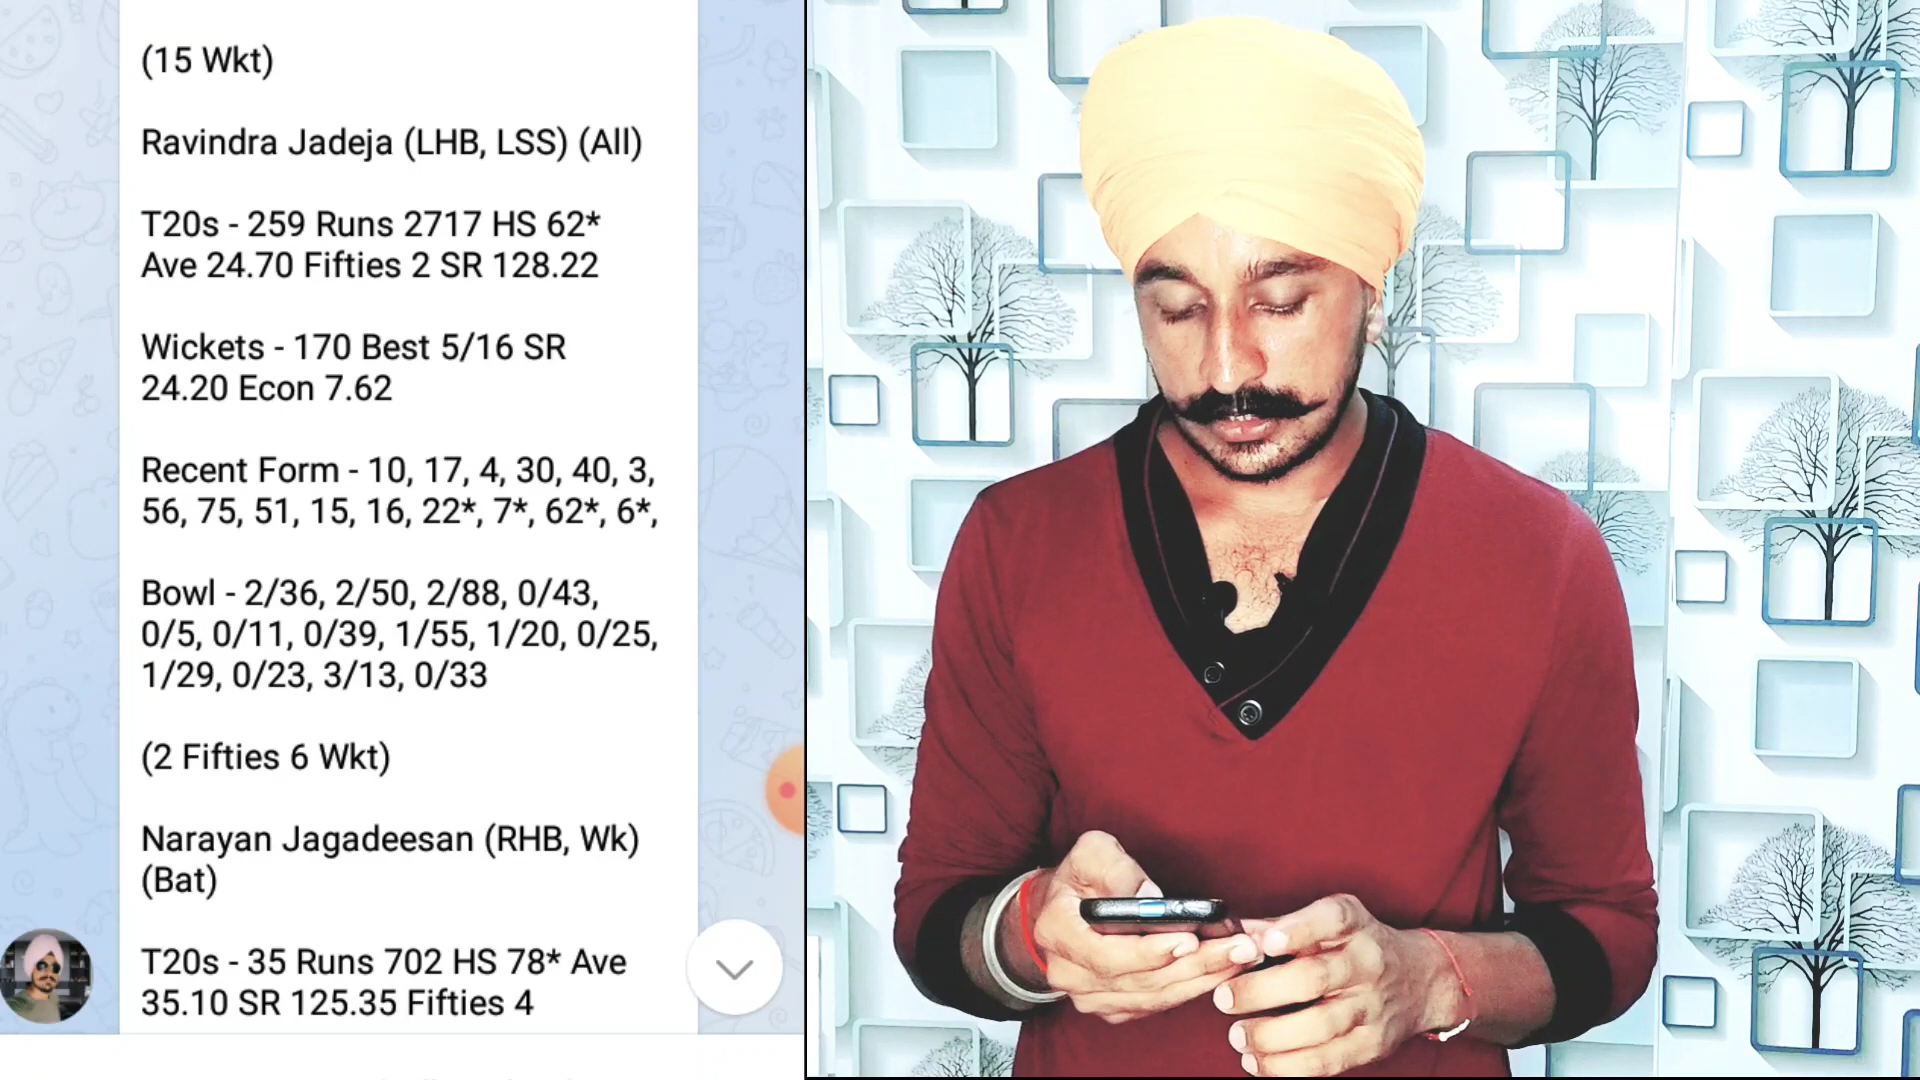 (15 Wkt)
Ravindra Jadeja (LHB, LSS) (All)
T20s - 259 Runs 2717 HS 62*
Ave 24.70 Fifties 2 SR 128.22
Wickets - 170 Best 5/16 SR
24.20 Econ 7.62
Recent Form - 10, 17, 4, 30, 40, 3,
56, 75, 51, 15, 16, 22*, 7*, 62*, 6*,
Bowl - 2/36, 2/50, 2/88, 0/43,
0/5, 0/11, 0/39, 1/55, 1/20, 0/25,
1/29, 0/23, 3/13, 0/33
(2 Fifties 6 Wkt)
Narayan Jagadeesan (RHB, Wk)
(Bat)
T20s - 35 Runs 702 HS 78* Ave
35.10 SR 125.35 Fifties 4